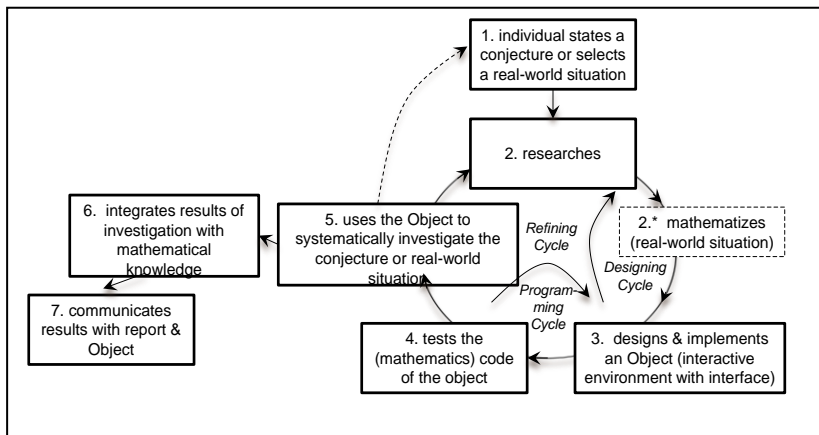 1. individual states a
conjecture or selects
a real-world situation
2. researches
2.* mathematizes
(real-world situation)
Refining
Cycle
Designing
Cycle
Program-
ming
Cycle
3. designs & implements
an Object (interactive
environment with interface)
4. tests the
(mathematics) code
of the object
5. uses the Object to
systematically investigate the
conjecture or real-world
situation
6. integrates results of
investigation with
mathematical
knowledge
7. communicates
results with report &
Object